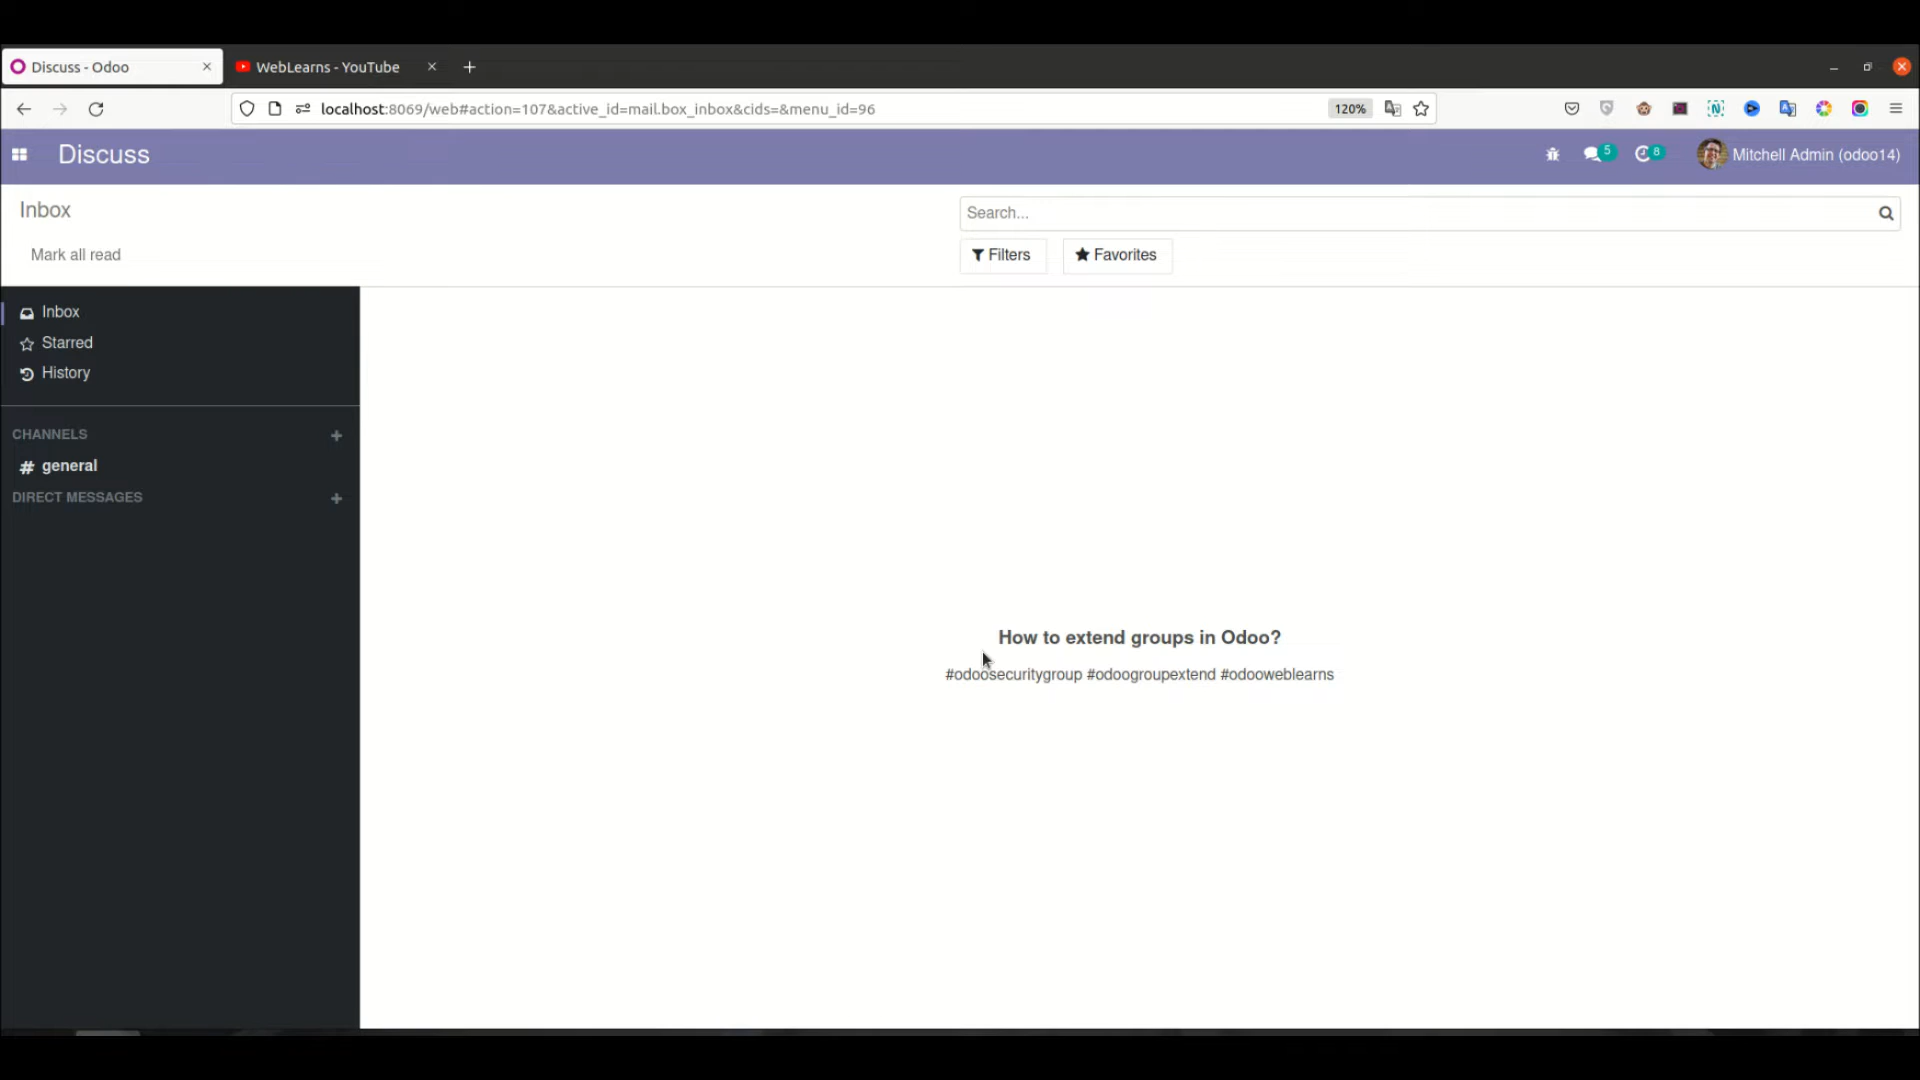 Discuss - Odoo
WebLearns - YouTube
localhost:8069/web#action=107&active_id=mail.box_inbox&cids=&menu_id=96
120%
Discuss
5
8
Mitchell Admin (odoo14)
Inbox
Search...
Mark all read
Filters
Favorites
Inbox
Starred
History
CHANNELS
# general
DIRECT MESSAGES
How to extend groups in Odoo?
#odoosecuritygroup #odoogroupextend #odooweblearns